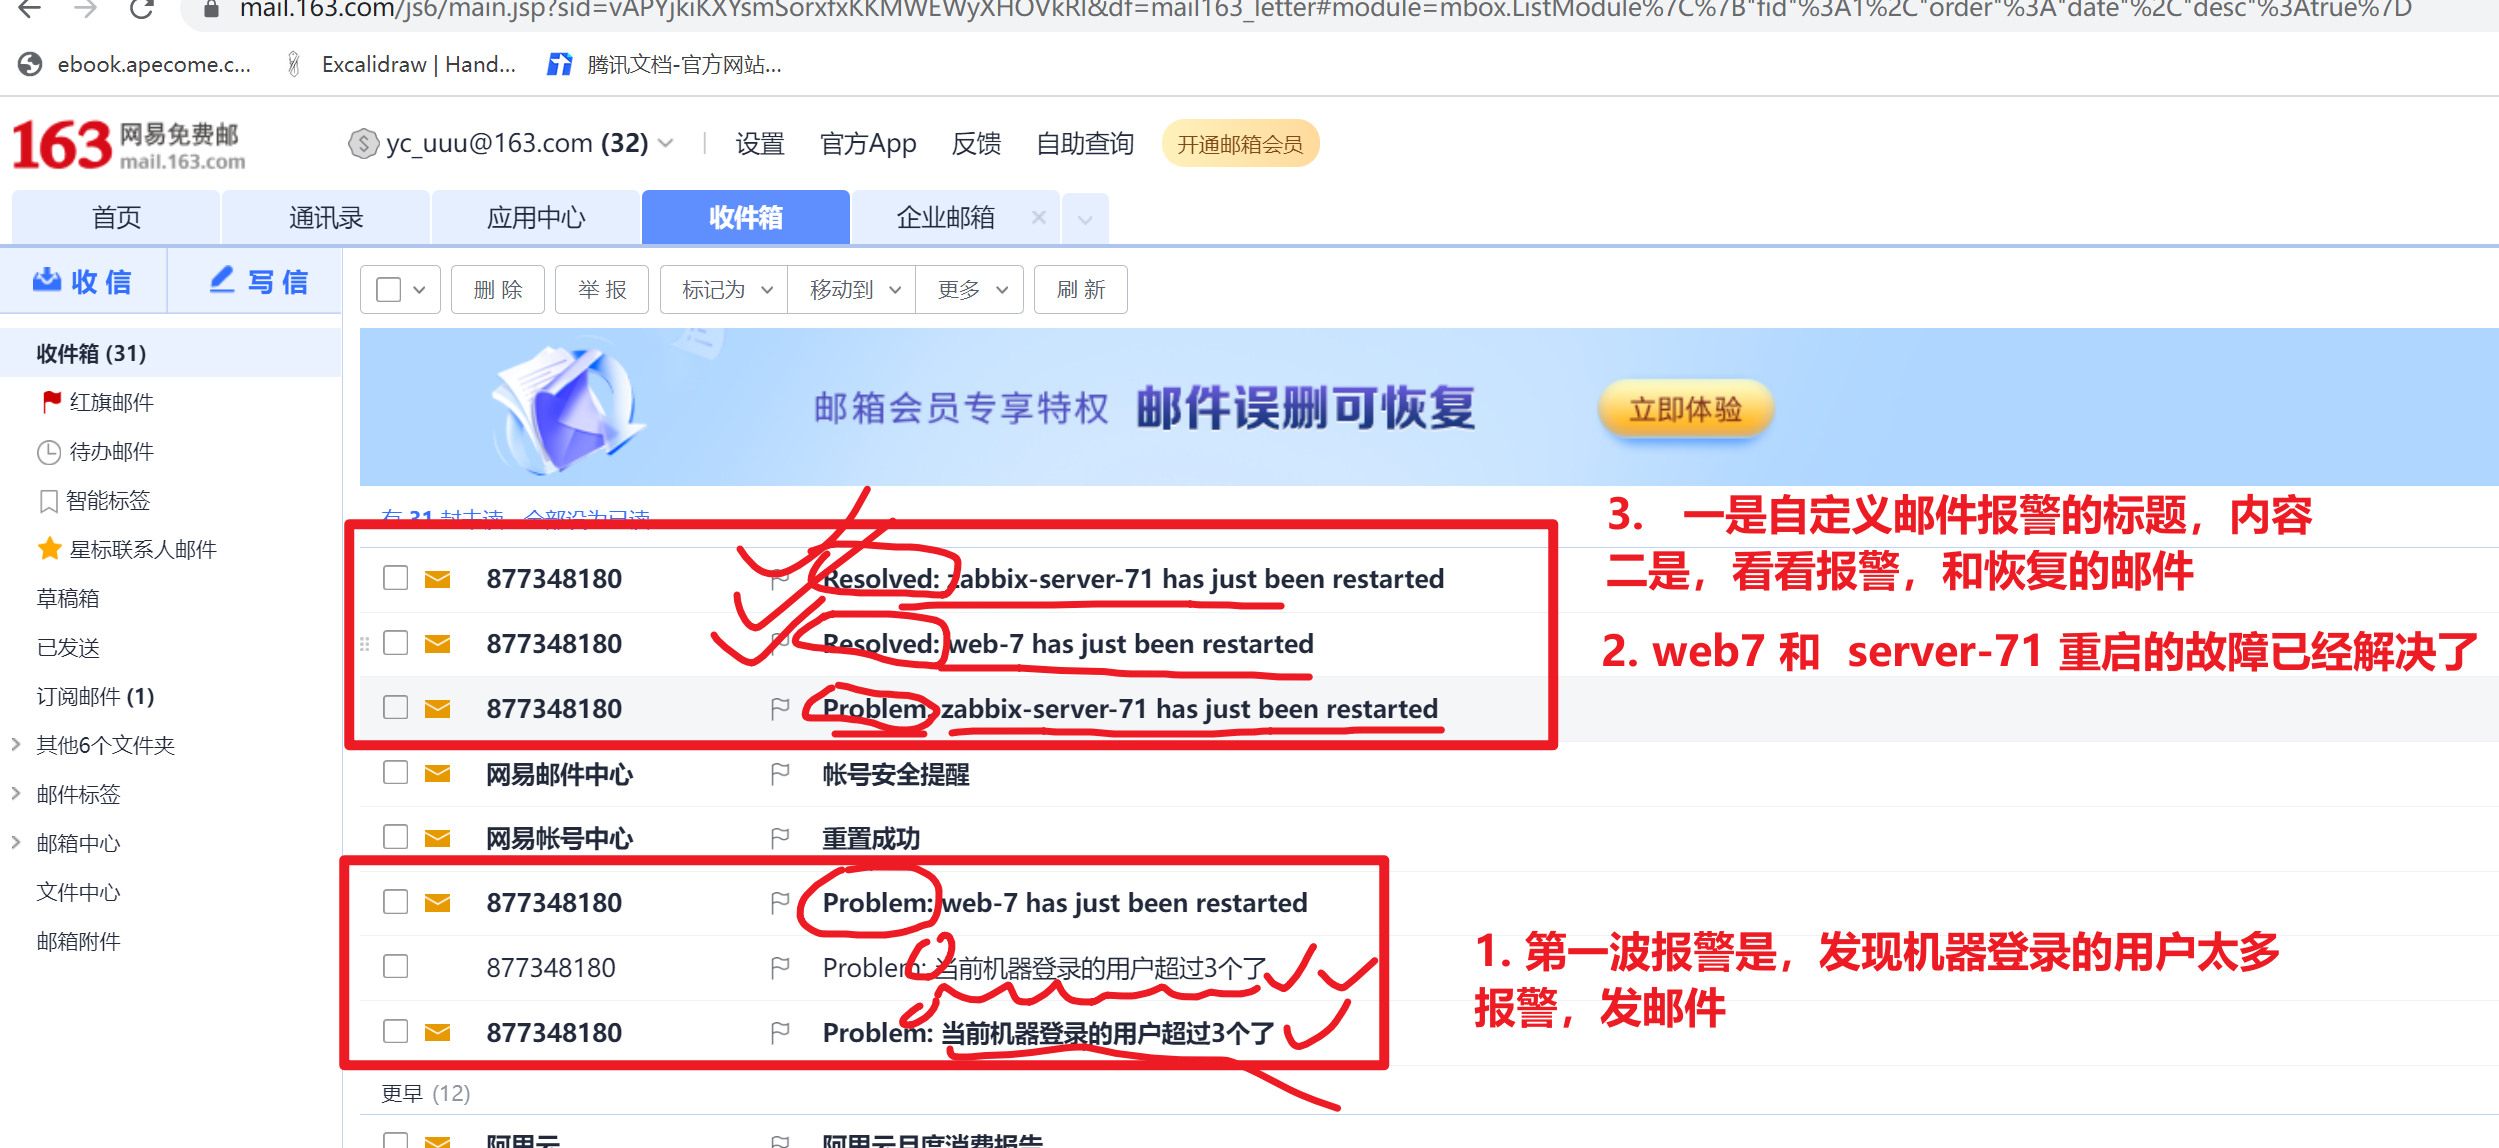 mail.163.com/js6/main.jsp?sid=vAPYjkiKXYsmSorxfxKKMWEWyXHOVkRl&df=mail163_letter#module=mbox.ListModule%7C%7B"fid"%3A1%2C"order"%3A"date"%2C"desc"%3Atrue%7D
ebook.apecome.c... Excalidraw | Hand... 腾讯文档-官方网站...
163 网易免费邮 mail.163.com yc_uuu@163.com (32) 设置 官方App 反馈 自助查询 开通邮箱会员
首页 通讯录 应用中心 收件箱 企业邮箱
收 信 写 信
删 除 举 报 标记为 移动到 更多 刷 新
收件箱 (31)
红旗邮件
待办邮件
智能标签
星标联系人邮件
草稿箱
已发送
订阅邮件 (1)
其他6个文件夹
邮件标签
邮箱中心
文件中心
邮箱附件
邮箱会员专享特权 邮件误删可恢复 立即体验
有 31 封未读 全部设为已读
877348180 Resolved: zabbix-server-71 has just been restarted
877348180 Resolved: web-7 has just been restarted
877348180 Problem: zabbix-server-71 has just been restarted
网易邮件中心 帐号安全提醒
网易帐号中心 重置成功
877348180 Problem: web-7 has just been restarted
877348180 Problem: 当前机器登录的用户超过3个了
877348180 Problem: 当前机器登录的用户超过3个了
更早 (12)
阿里云 阿里云月度消费报告
3. 一是自定义邮件报警的标题，内容
二是，看看报警，和恢复的邮件
2. web7 和 server-71 重启的故障已经解决了
1. 第一波报警是，发现机器登录的用户太多
报警，发邮件